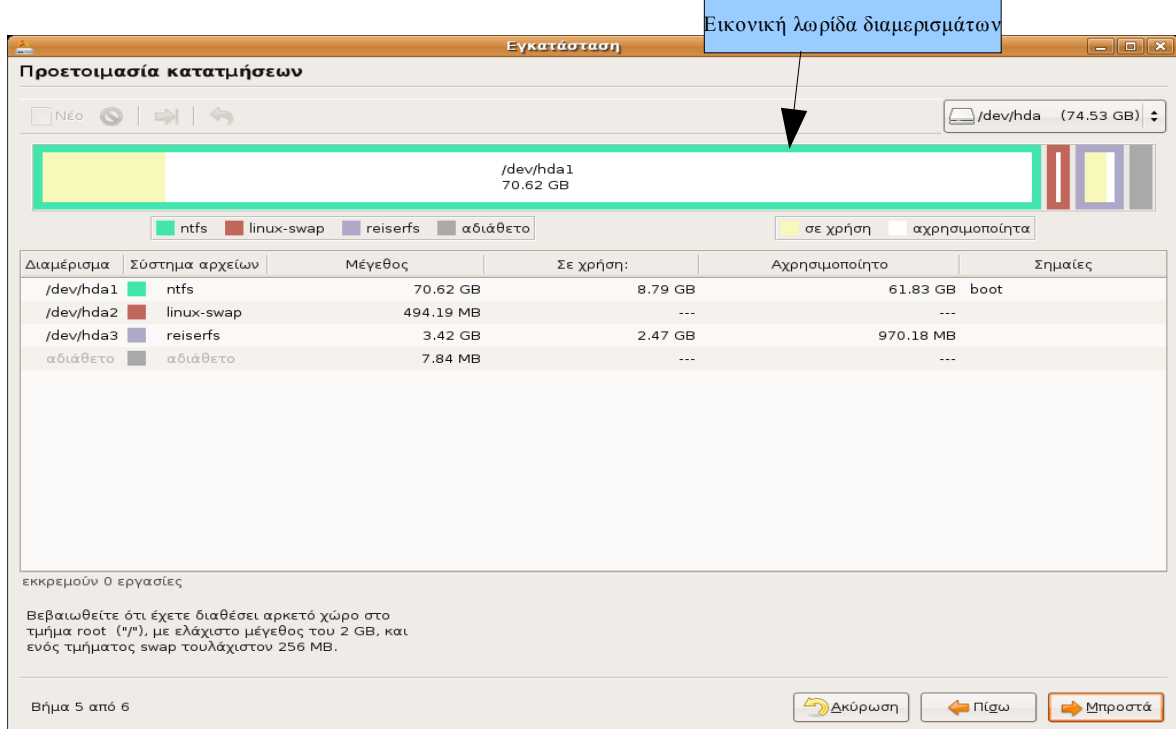 Εικονική λωρίδα διαμερισμάτων
Εγκατάσταση
Προετοιμασία κατατμήσεων
Νέο
/dev/hda (74.53 GB)
/dev/hda1
70.62 GB
ntfs linux-swap reiserfs αδιάθετο
σε χρήση αχρησιμοποίητα
Διαμέρισμα Σύστημα αρχείων Μέγεθος Σε χρήση: Αχρησιμοποίητο Σημαίες
/dev/hda1 ntfs 70.62 GB 8.79 GB 61.83 GB boot
/dev/hda2 linux-swap 494.19 MB --- ---
/dev/hda3 reiserfs 3.42 GB 2.47 GB 970.18 MB
αδιάθετο αδιάθετο 7.84 MB --- ---
εκκρεμούν 0 εργασίες
Βεβαιωθείτε ότι έχετε διαθέσει αρκετό χώρο στο
τμήμα root ("/"), με ελάχιστο μέγεθος του 2 GB, και
ενός τμήματος swap τουλάχιστον 256 MB.
Βήμα 5 από 6
Ακύρωση
Πίσω
Μπροστά